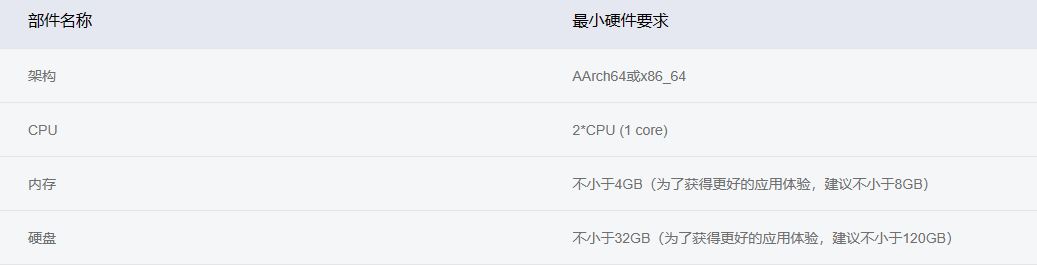 部件名称 最小硬件要求
架构 AArch64或x86_64
CPU 2*CPU (1 core)
内存 不小于4GB（为了获得更好的应用体验，建议不小于8GB）
硬盘 不小于32GB（为了获得更好的应用体验，建议不小于120GB）